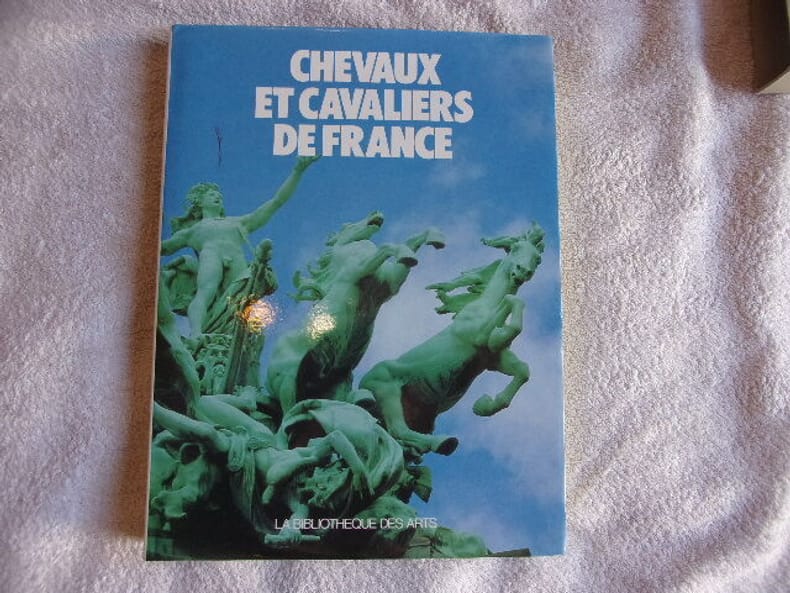 CHEVAUX
ET CAVALIERS
DE FRANCE
LA BIBLIOTHEQUE DES ARTS